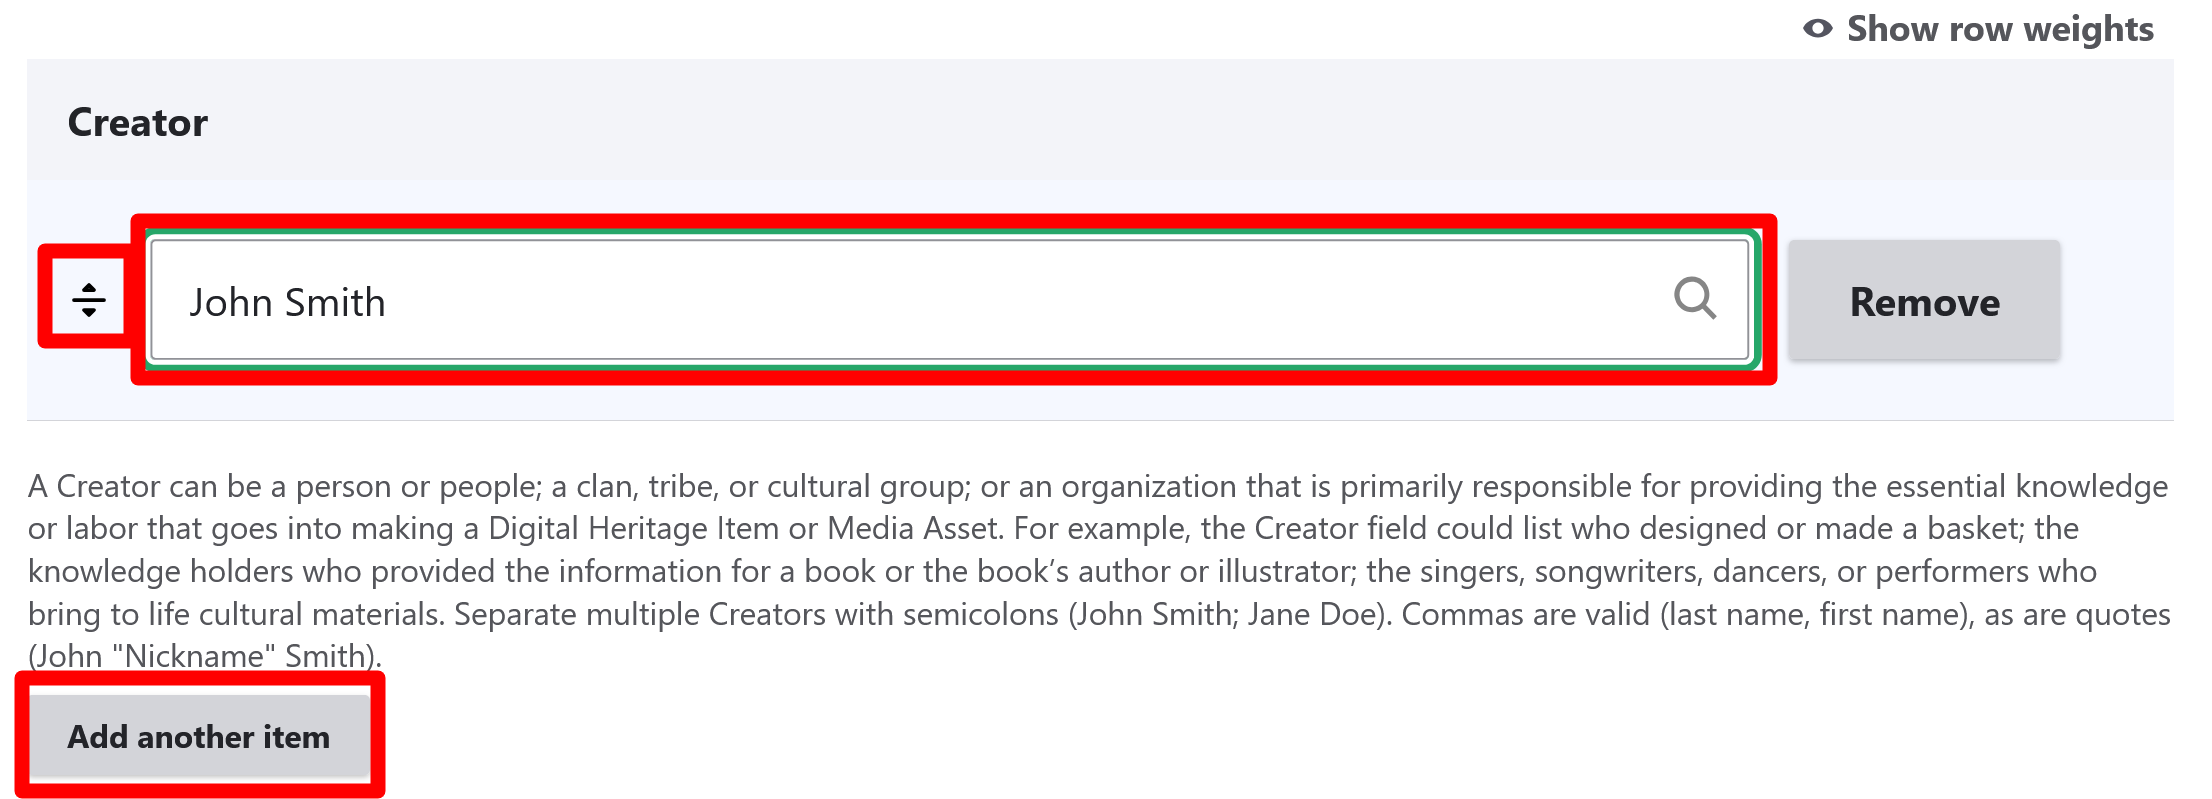 Show row weights
Creator
John Smith
Remove
A Creator can be a person or people; a clan, tribe, or cultural group; or an organization that is primarily responsible for providing the essential knowledge
or labor that goes into making a Digital Heritage Item or Media Asset. For example, the Creator field could list who designed or made a basket; the
knowledge holders who provided the information for a book or the book’s author or illustrator; the singers, songwriters, dancers, or performers who
bring to life cultural materials. Separate multiple Creators with semicolons (John Smith; Jane Doe). Commas are valid (last name, first name), as are quotes
(John "Nickname" Smith).
Add another item